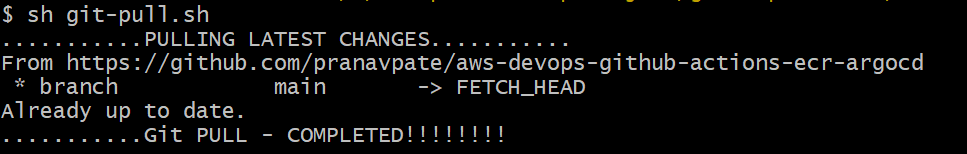 $ sh git-pull.sh
...........PULLING LATEST CHANGES...........
From https://github.com/pranavpate/aws-devops-github-actions-ecr-argocd
 * branch            main       -> FETCH_HEAD
Already up to date.
...........Git PULL - COMPLETED!!!!!!!!